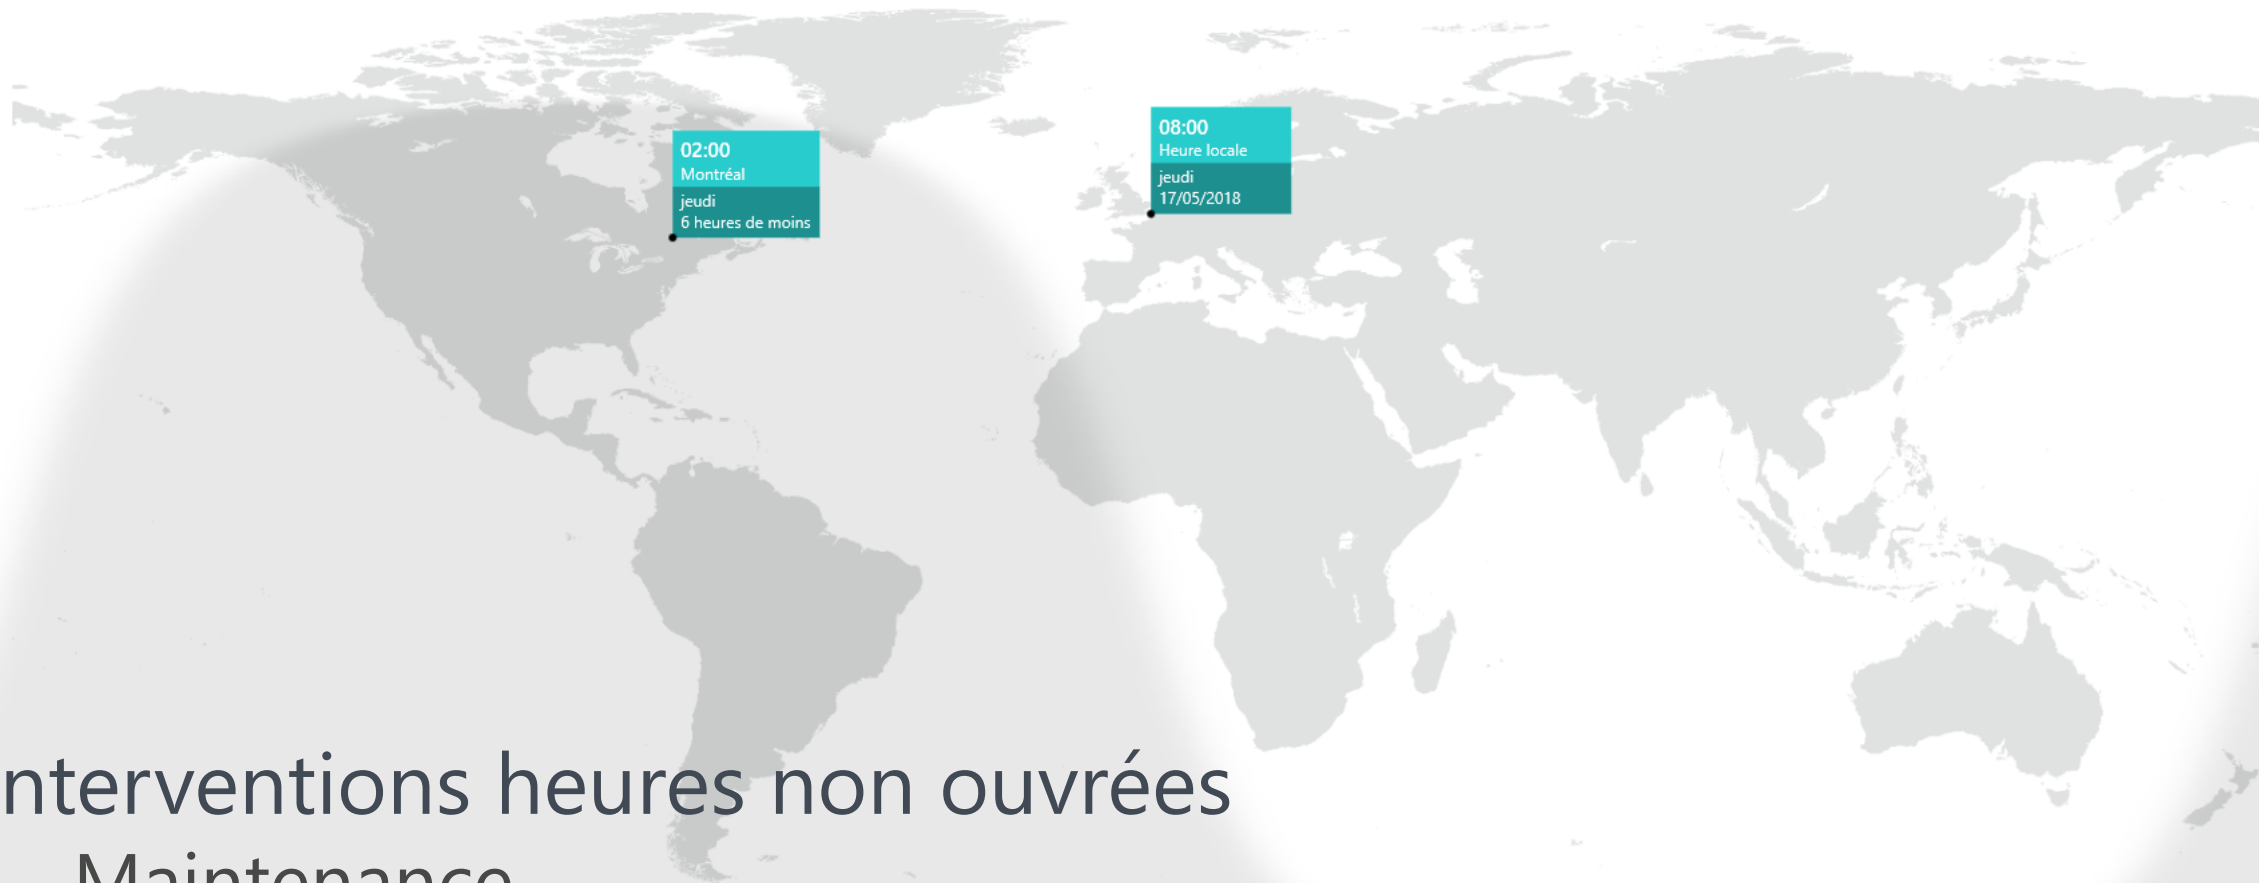 08:00
Heure locale
jeudi
17/05/2018
02:00
Montréal
jeudi
6 heures de moins
nterventions heures non ouvrées
Maintenance